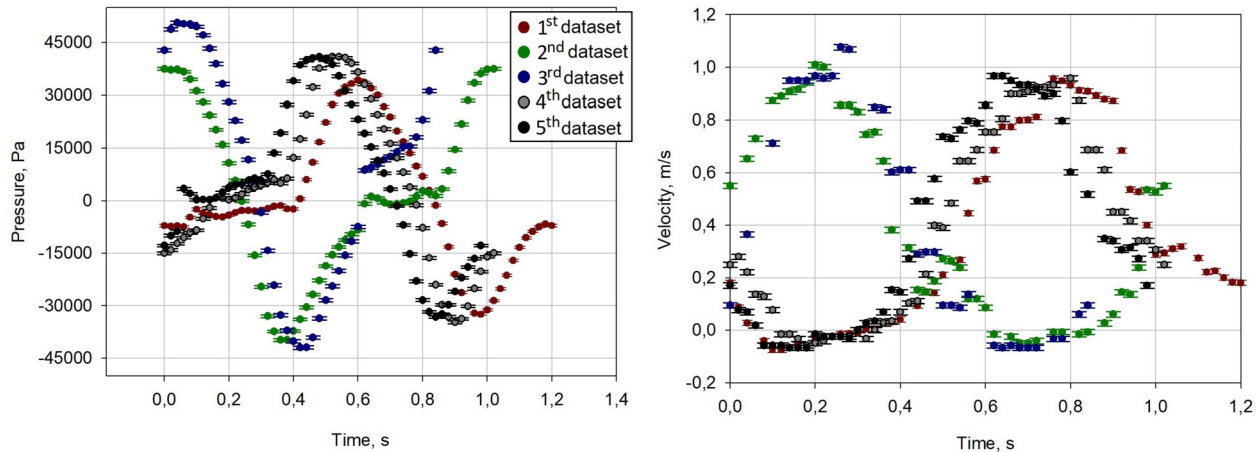 45000
30000
15000
0
-15000
-30000
-45000
Pressure, Pa
0,0 0,2 0,4 0,6 0,8 1,0 1,2 1,4
Time, s
1st dataset
2nd dataset
3rd dataset
4th dataset
5th dataset
1,2
1,0
0,8
0,6
0,4
0,2
0,0
-0,2
Velocity, m/s
0,0 0,2 0,4 0,6 0,8 1,0 1,2
Time, s